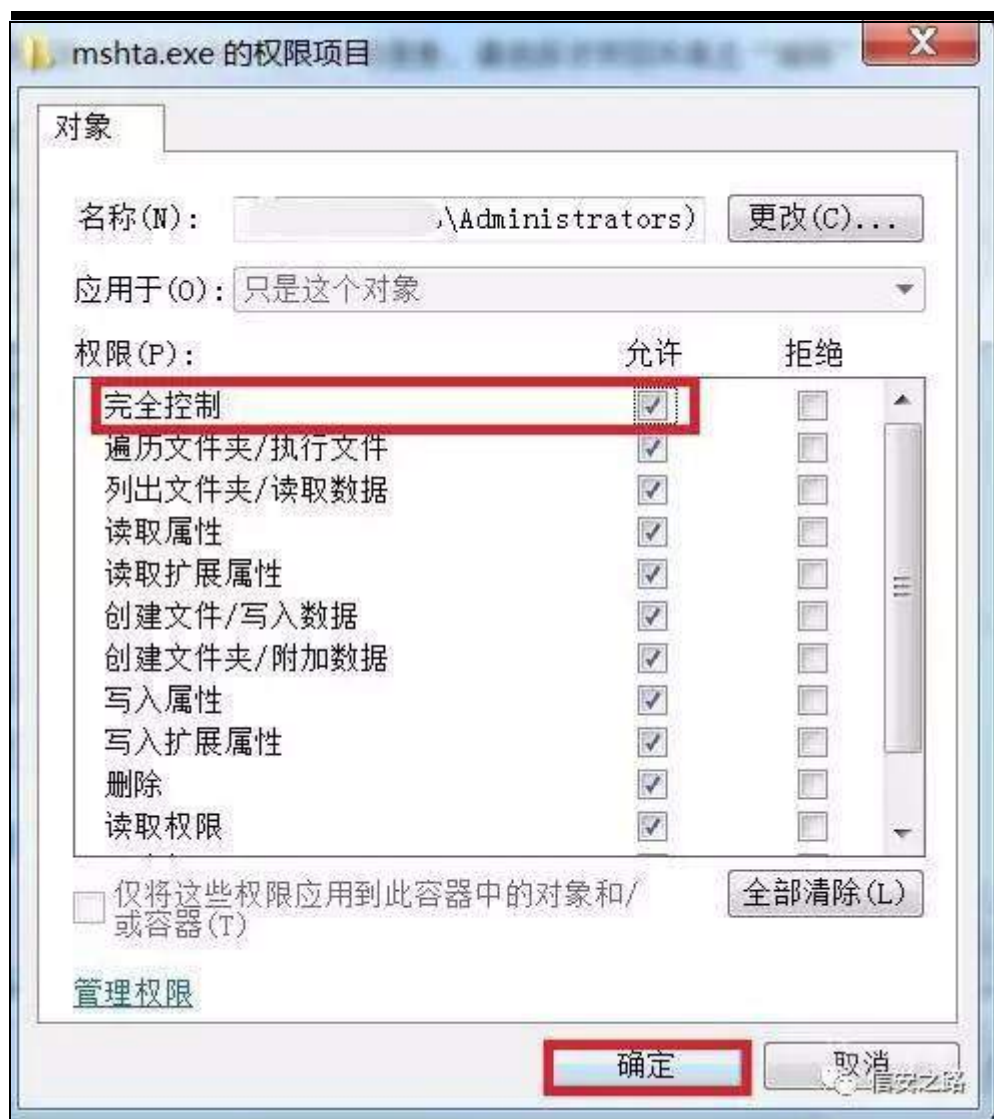 mshta.exe 的权限项目
对象
名称(N): \Administrators) 更改(C)...
应用于(O): 只是这个对象
权限(P): 允许 拒绝
完全控制
遍历文件夹/执行文件
列出文件夹/读取数据
读取属性
读取扩展属性
创建文件/写入数据
创建文件夹/附加数据
写入属性
写入扩展属性
删除
读取权限
仅将这些权限应用到此容器中的对象和/ 全部清除(L)
或容器(T)
管理权限
确定 取消
信安之路